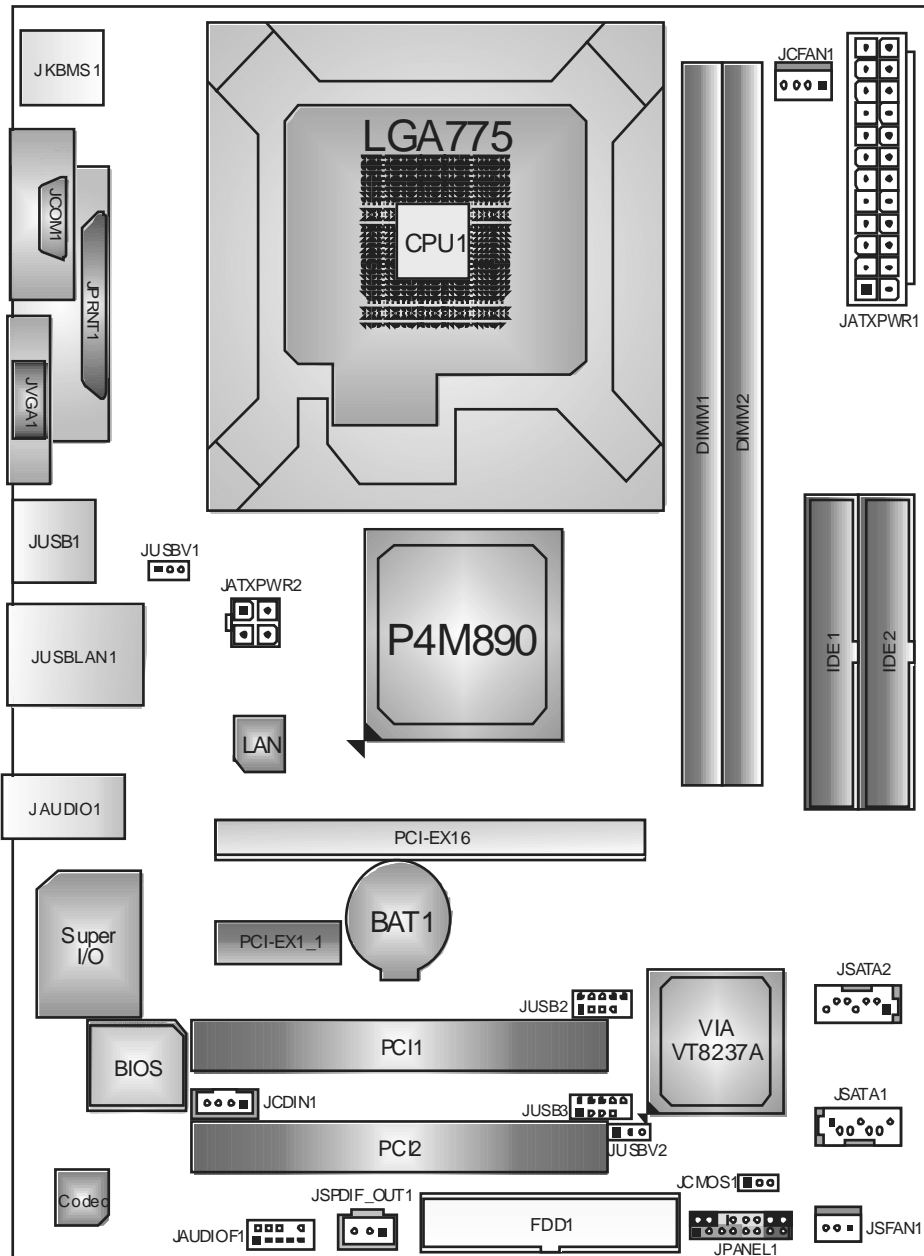 JKBMS1
JCFAN1
LGA775
CPU1
JCOM1
JPRNT1
JVGA1
JATXPWR1
DIMM1
DIMM2
JUSB1
JUSBV1
JATXPWR2
P4M890
IDE1
IDE2
JUSBLAN1
LAN
JAUDIO1
PCI-EX16
BAT1
Super
I/O
PCI-EX1_1
JSATA2
JUSB2
VIA
VT8237A
PCI1
BIOS
JCDIN1
JUSB3
JSATA1
JUSBV2
PCI2
JCMOS1
Codec
JSPDIF_OUT1
JAUDIOF1
FDD1
JPANEL1
JSFAN1